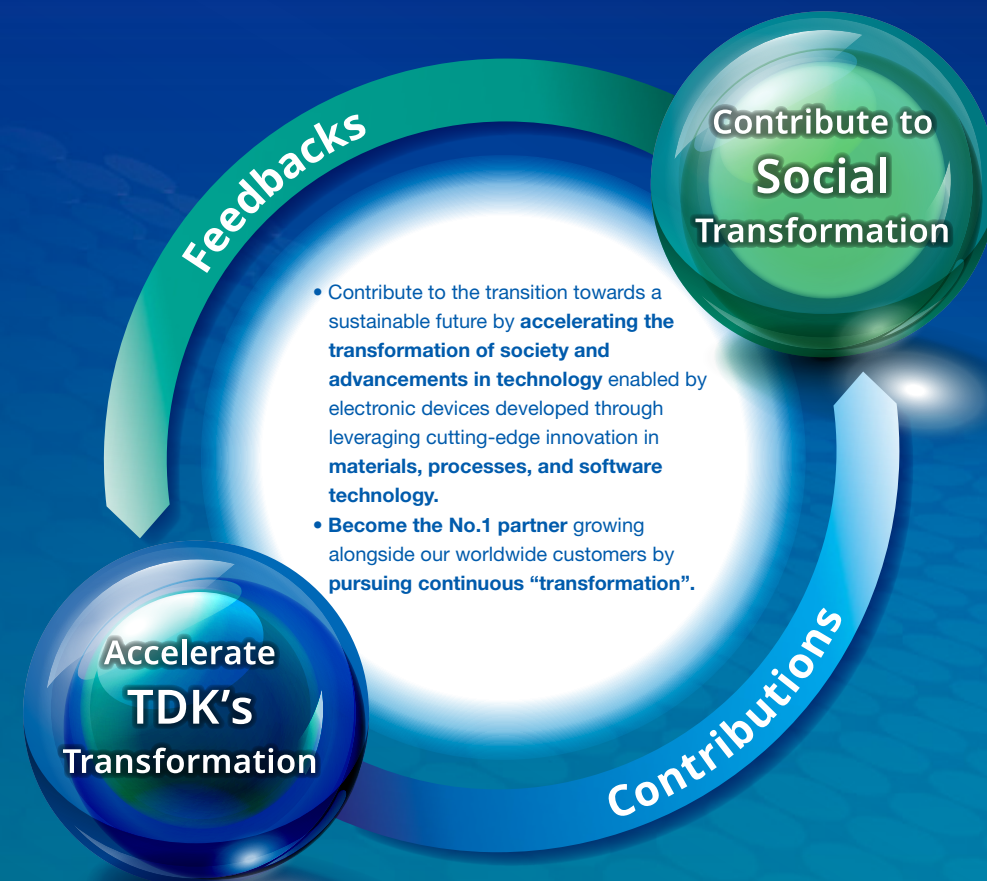 Feedbacks
Contribute to
Social
Transformation
• Contribute to the transition towards a
sustainable future by accelerating the
transformation of society and
advancements in technology enabled by
electronic devices developed through
leveraging cutting-edge innovation in
materials, processes, and software
technology.
• Become the No.1 partner growing
alongside our worldwide customers by
pursuing continuous “transformation”.
Accelerate
TDK’s
Transformation
Contributions